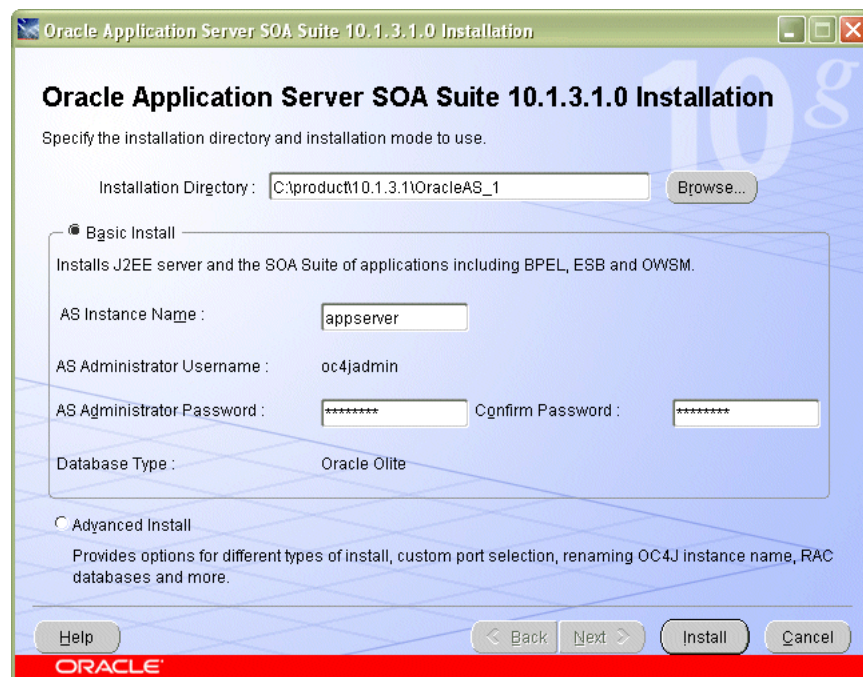 Oracle Application Server SOA Suite 10.1.3.1.0 Installation
10g
Oracle Application Server SOA Suite 10.1.3.1.0 Installation
Specify the installation directory and installation mode to use.
Installation Directory : C:\product\10.1.3.1\OracleAS_1 Browse...
Basic Install
Installs J2EE server and the SOA Suite of applications including BPEL, ESB and OWSM.
AS Instance Name : appserver
AS Administrator Username : oc4jadmin
AS Administrator Password : ******** Confirm Password : ********
Database Type : Oracle Olite
Advanced Install
Provides options for different types of install, custom port selection, renaming OC4J instance name, RAC
databases and more.
Help < Back Next > Install Cancel
ORACLE